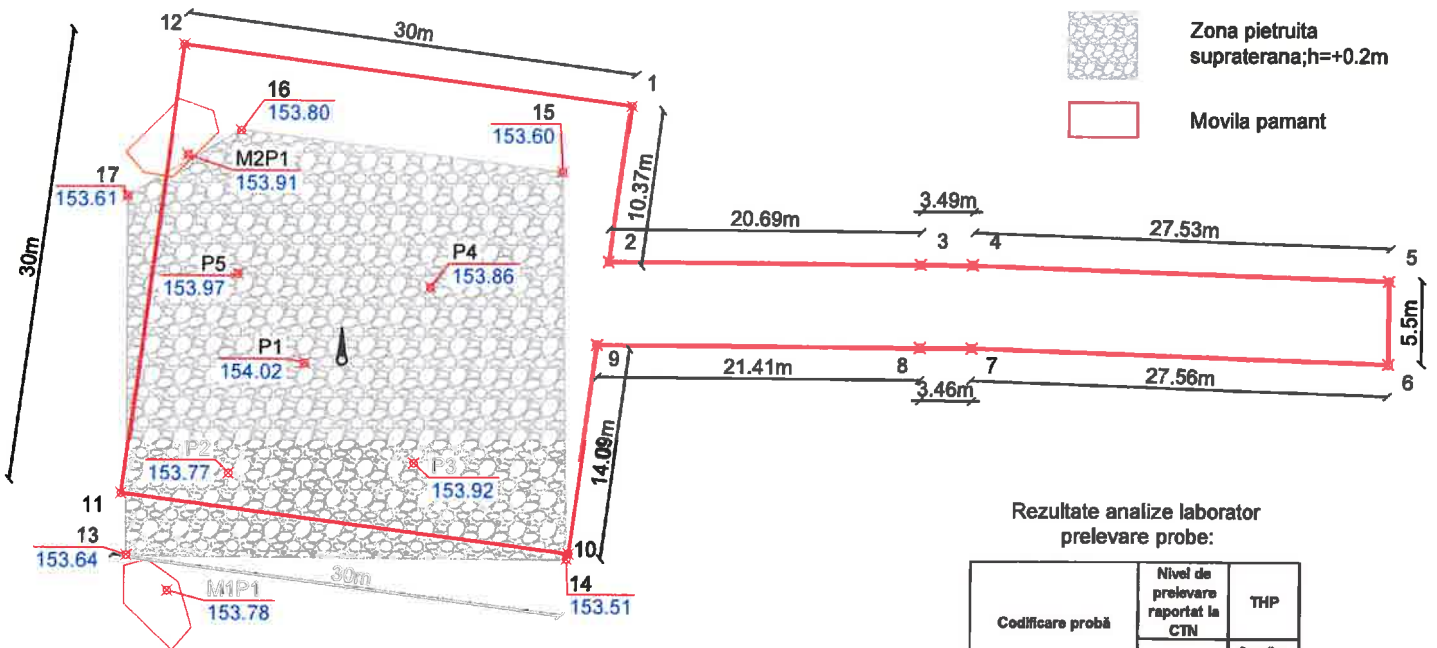 12
30m
1
16
153.80
15
153.60
Zona pietruita
supraterana;h=+0.2m
Movila pamant
M2P1
153.91
17
153.61
10.37m
30m
20.69m
3.49m
27.53m
2
3
4
5
P5
153.97
P4
153.86
5.5m
P1
154.02
9
21.41m
8
3.46m
7
27.56m
6
14.09m
P2
153.77
P3
153.92
11
13
153.64
10
14
153.51
30m
M1P1
153.78
Rezultate analize laborator
prelevare probe:
Codificare probă
Nivel de
prelevare
raportat la
CTN
THP